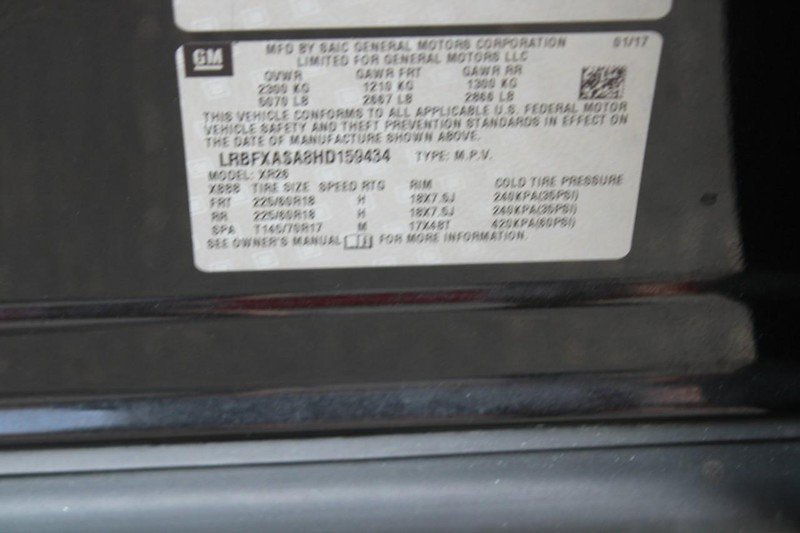 GM
MFD BY SAIC GENERAL MOTORS CORPORATION 01/17
LIMITED FOR GENERAL MOTORS LLC
GVWR GAWR FRT GAWR RR
2300 KG 1210 KG 1300 KG
5070 LB 2667 LB 2866 LB
THIS VEHICLE CONFORMS TO ALL APPLICABLE U.S. FEDERAL MOTOR
VEHICLE SAFETY AND THEFT PREVENTION STANDARDS IN EFFECT ON
THE DATE OF MANUFACTURE SHOWN ABOVE.
LRBFXASA8HD159434 TYPE: M.P.V.
MODEL: XR26
TIRE SIZE SPEED RTG RIM COLD TIRE PRESSURE
FRT 225/60R18 H 18X7.5J 240KPA(35PSI)
RR 225/60R18 H 18X7.5J 240KPA(35PSI)
SPA T145/70R17 M 17X4BT 420KPA(60PSI)
SEE OWNER'S MANUAL FOR MORE INFORMATION.